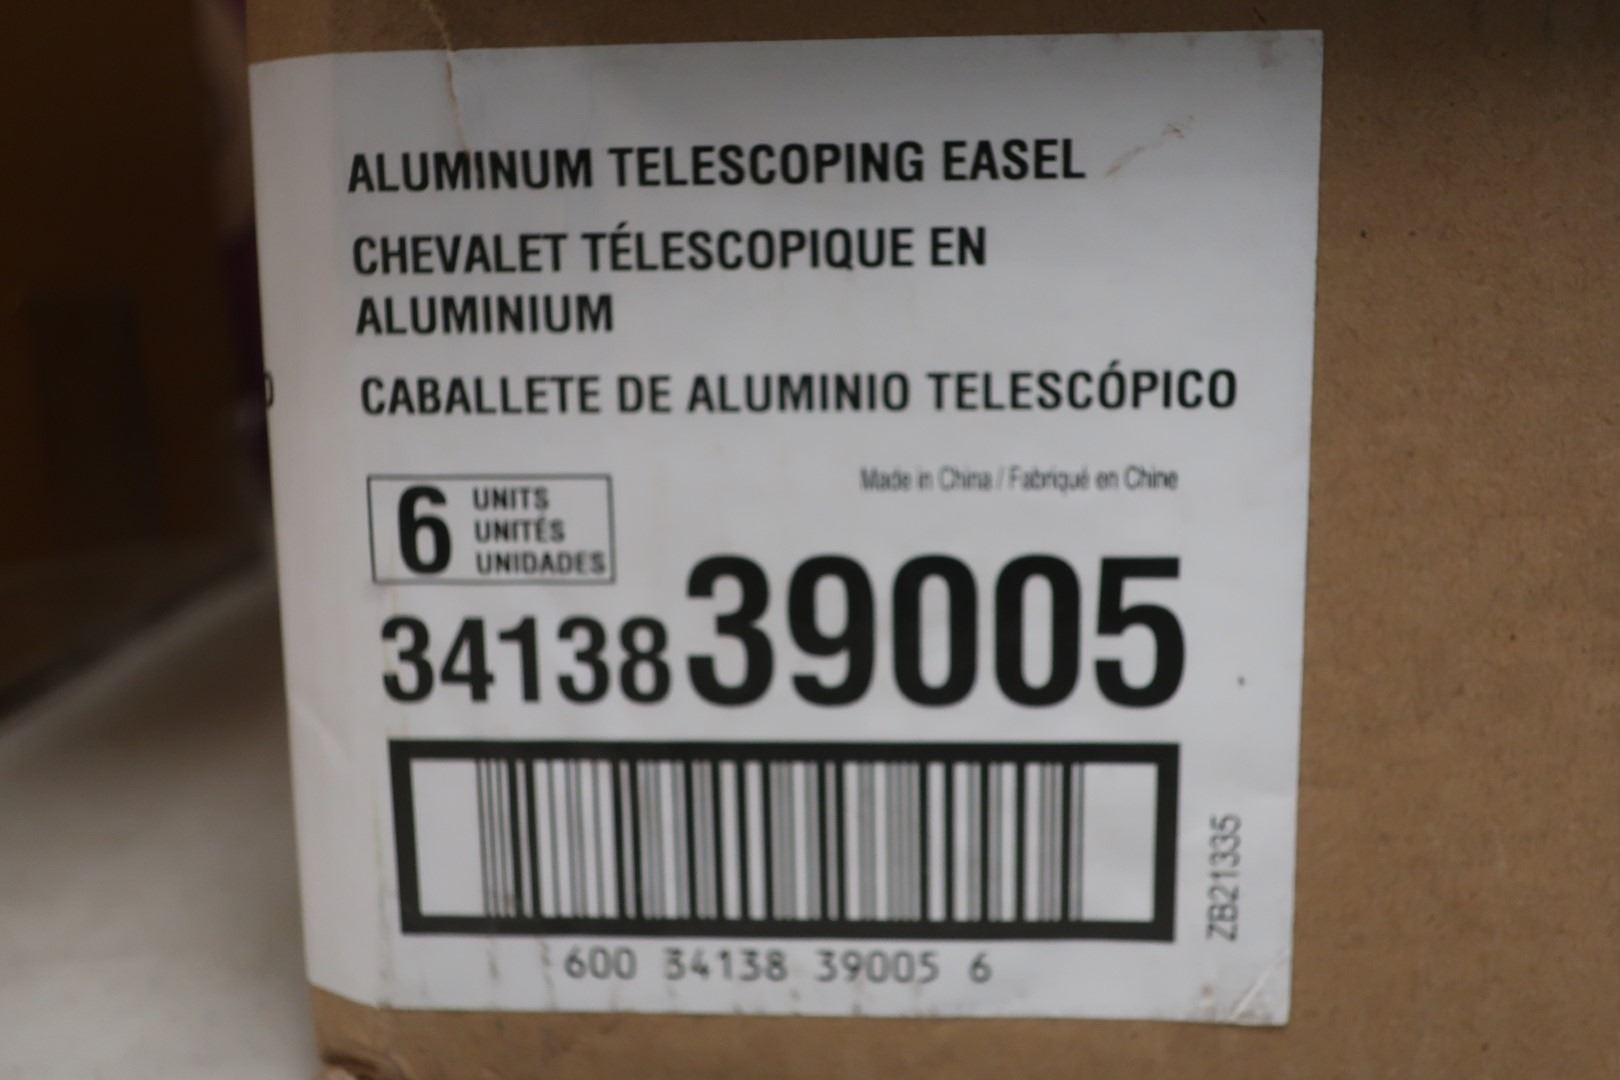 ALUMINUM TELESCOPING EASEL
CHEVALET TÉLESCOPIQUE EN
ALUMINIUM
CABALLETE DE ALUMINIO TELESCÓPICO
Made in China / Fabriqué en Chine
6 UNITS
UNITÉS
UNIDADES
34138 39005
600 34138 39005 6
ZB21335